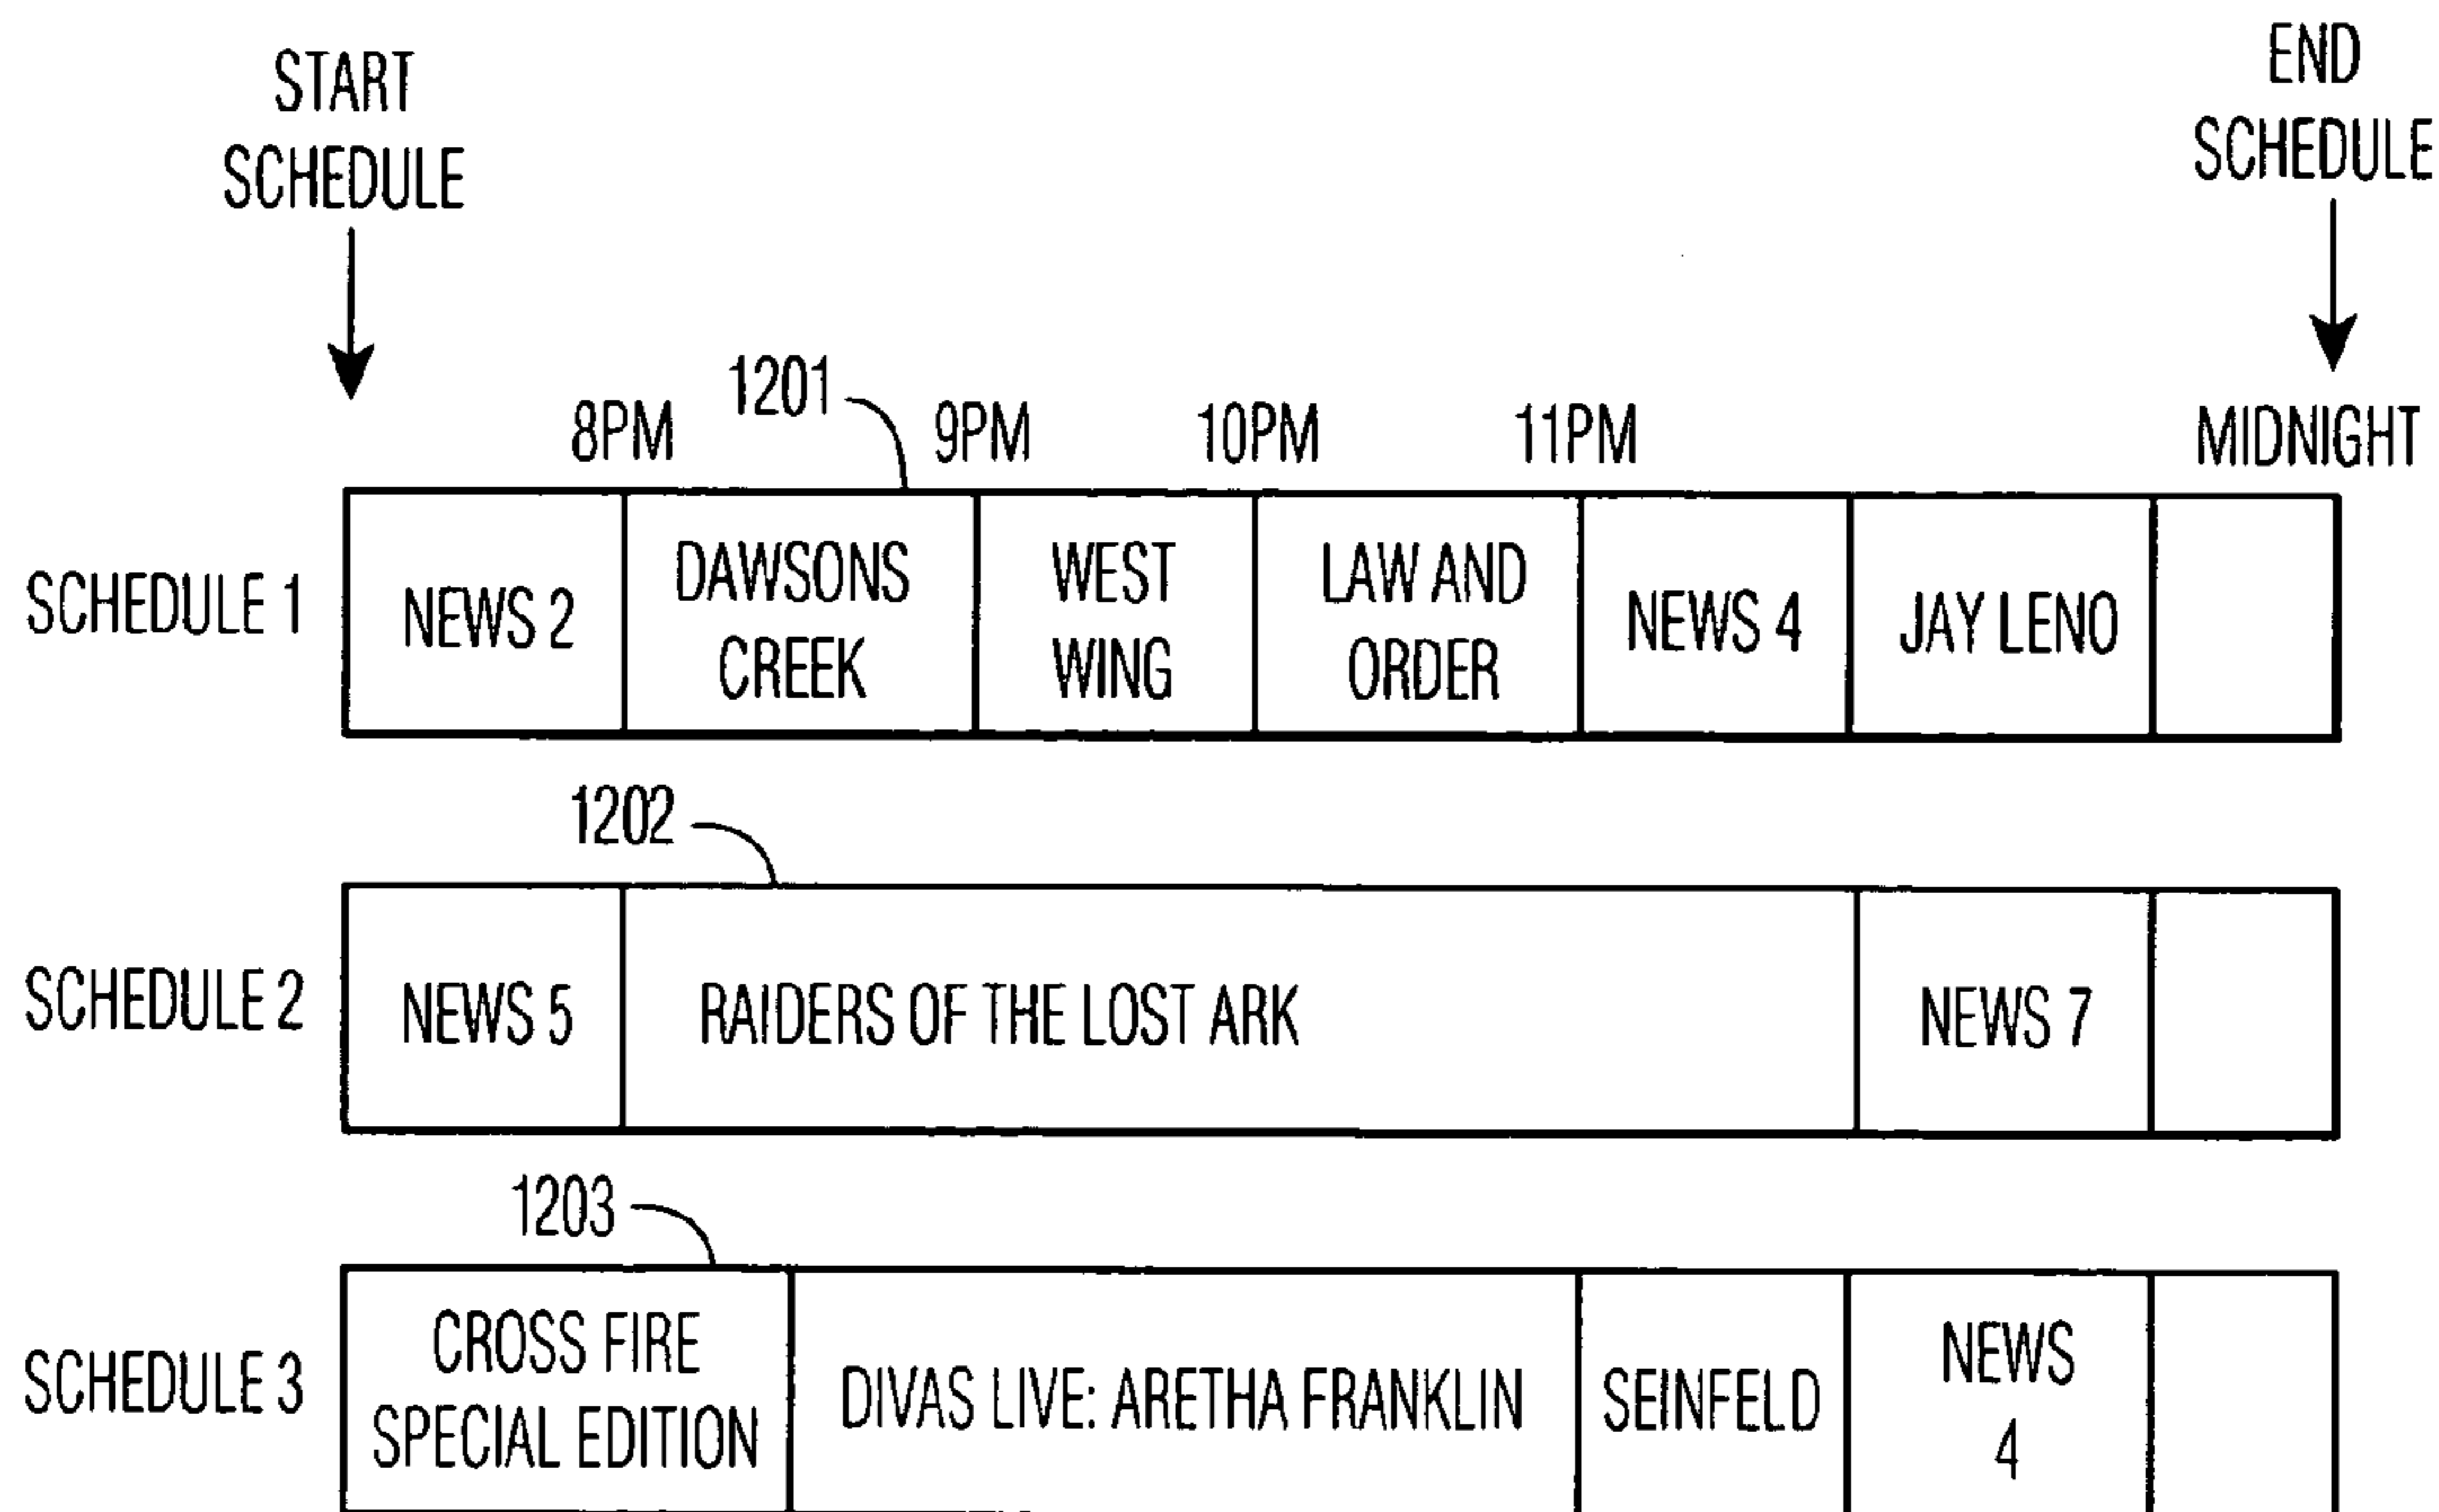 START
SCHEDULE
END
SCHEDULE
8PM
1201
9PM
10PM
11PM
MIDNIGHT
SCHEDULE 1
NEWS 2
DAWSONS
CREEK
WEST
WING
LAW AND
ORDER
NEWS 4
JAY LENO
1202
SCHEDULE 2
NEWS 5
RAIDERS OF THE LOST ARK
NEWS 7
1203
SCHEDULE 3
CROSS FIRE
SPECIAL EDITION
DIVAS LIVE: ARETHA FRANKLIN
SEINFELD
NEWS
4